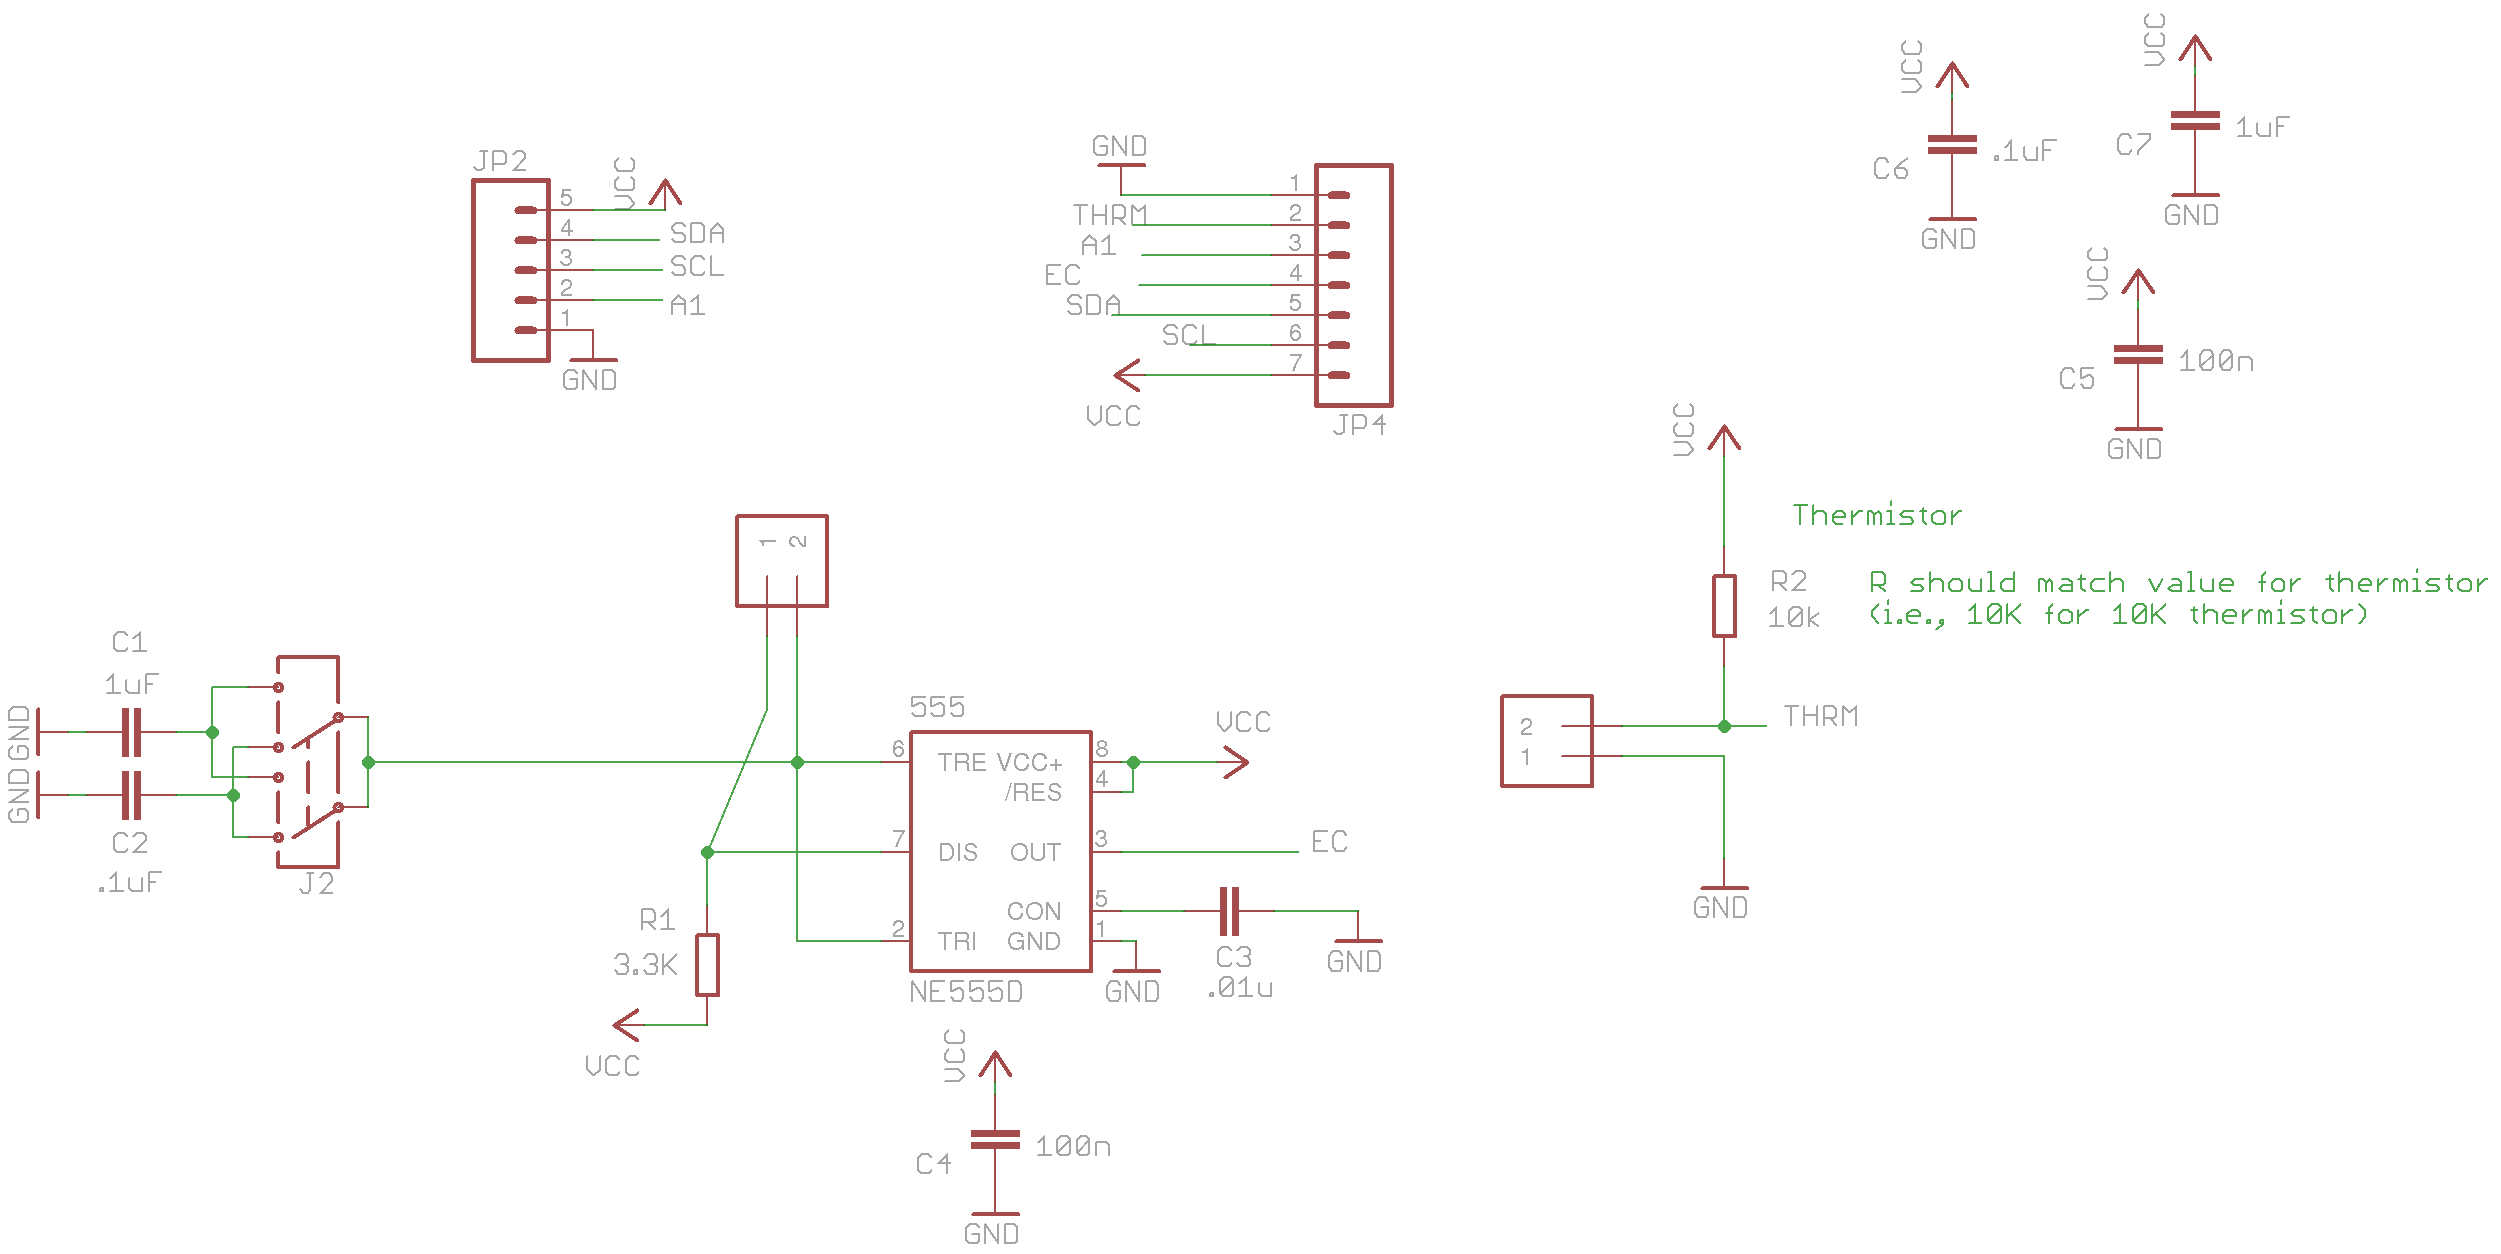 VCC
VCC
C7
1uF
C6
.1uF
GND
GND
JP2
VCC
5
4
3
2
1
SDA
SCL
A1
GND
GND
THRM
A1
EC
SDA
SCL
VCC
1
2
3
4
5
6
7
JP4
VCC
C5
100n
GND
VCC
Thermistor
R2
10k
R should match value for thermistor
(i.e., 10K for 10K thermistor)
2
1
THRM
GND
1
2
C1
1uF
GND
GND
C2
.1uF
J2
555
6
7
2
TRE
DIS
TRI
VCC+
/RES
OUT
CON
GND
8
4
3
5
1
NE555D
VCC
EC
C3
.01u
GND
GND
R1
3.3K
VCC
VCC
C4
100n
GND